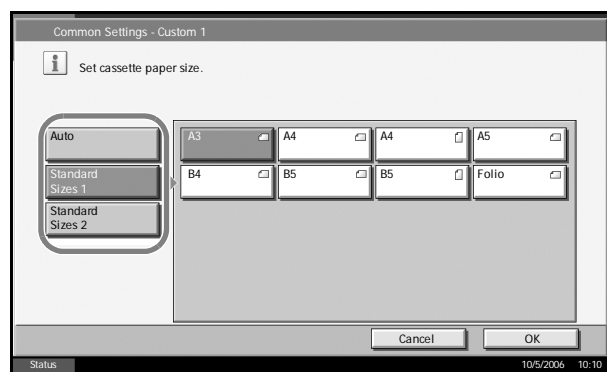 Common Settings - Custom 1
Set cassette paper size.
Auto
Standard
Sizes 1
Standard
Sizes 2
A3 A4 A4 A5
B4 B5 B5 Folio
Cancel OK
Status 10/5/2006 10:10